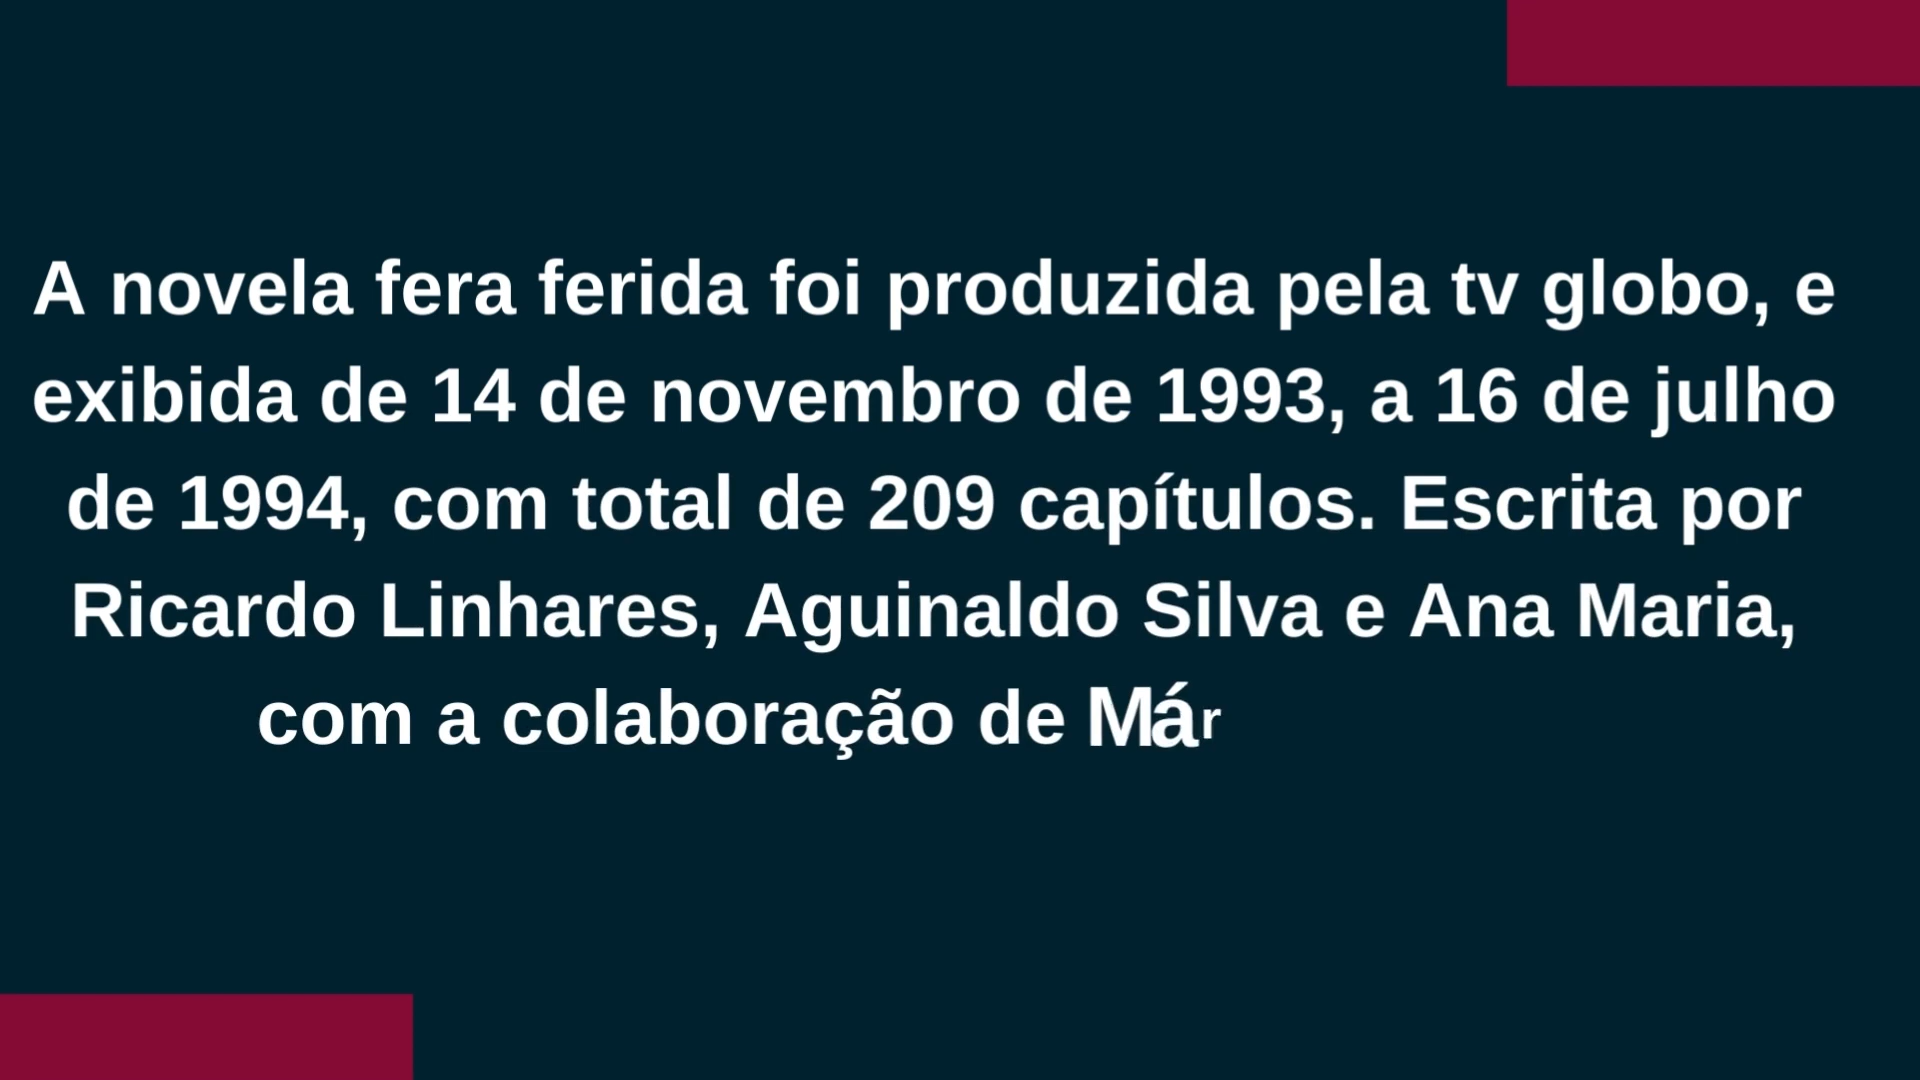 A novela fera ferida foi produzida pela tv globo, e
exibida de 14 de novembro de 1993, a 16 de julho
de 1994, com total de 209 capítulos. Escrita por
Ricardo Linhares, Aguinaldo Silva e Ana Maria,
com a colaboração de Már